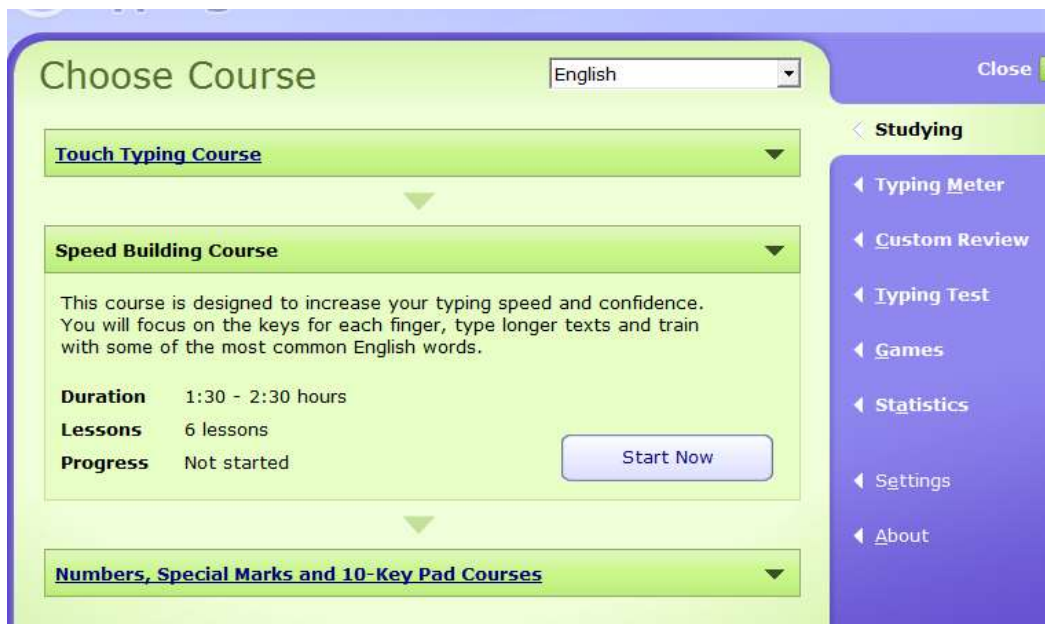 Choose Course
English
Touch Typing Course
Speed Building Course
This course is designed to increase your typing speed and confidence.
You will focus on the keys for each finger, type longer texts and train
with some of the most common English words.
Duration 1:30 - 2:30 hours
Lessons 6 lessons
Progress Not started
Start Now
Numbers, Special Marks and 10-Key Pad Courses
Close
Studying
Typing Meter
Custom Review
Typing Test
Games
Statistics
Settings
About